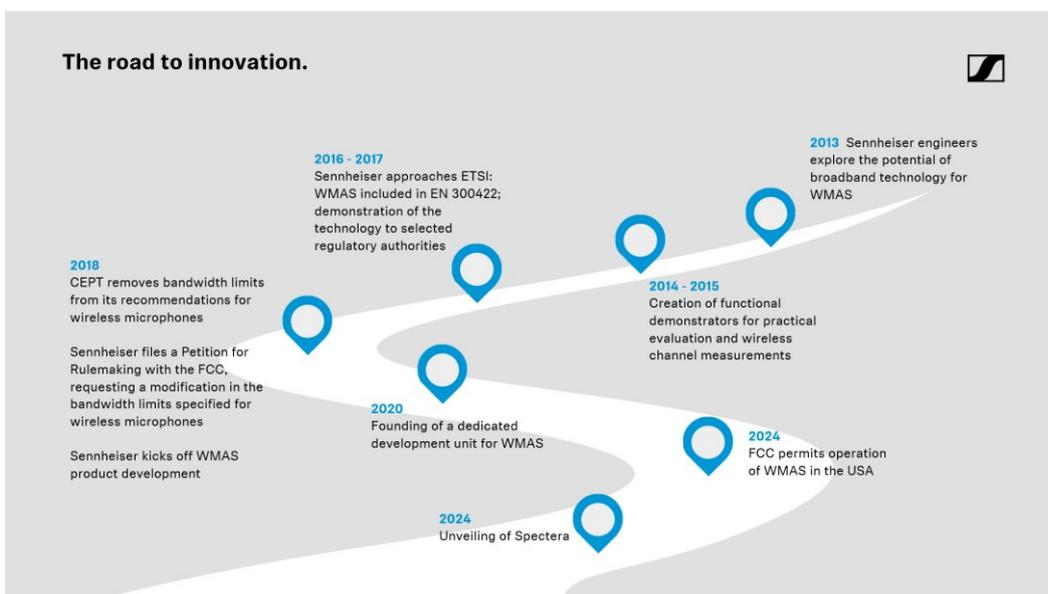 The road to innovation.
2013 Sennheiser engineers
explore the potential of
broadband technology for
WMAS
2014 - 2015
Creation of functional
demonstrators for practical
evaluation and wireless
channel measurements
2016 - 2017
Sennheiser approaches ETSI:
WMAS included in EN 300422;
demonstration of the
technology to selected
regulatory authorities
2018
CEPT removes bandwidth limits
from its recommendations for
wireless microphones
Sennheiser files a Petition for
Rulemaking with the FCC,
requesting a modification in the
bandwidth limits specified for
wireless microphones
Sennheiser kicks off WMAS
product development
2020
Founding of a dedicated
development unit for WMAS
2024
FCC permits operation
of WMAS in the USA
2024
Unveiling of Spectera